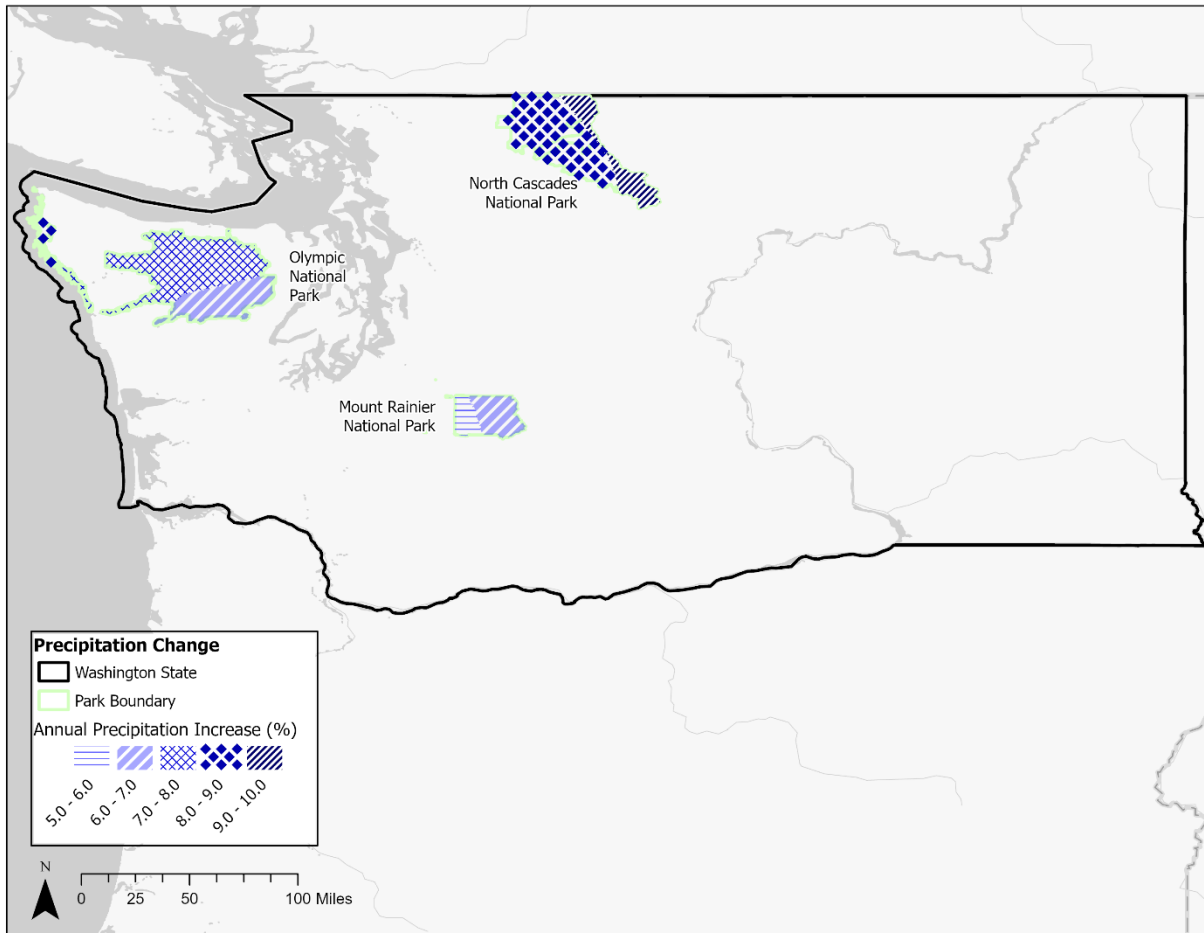 North Cascades
National Park
Olympic
National
Park
Mount Rainier
National Park
Precipitation Change
Washington State
Park Boundary
Annual Precipitation Increase (%)
5.0 - 6.0
6.0 - 7.0
7.0 - 8.0
8.0 - 9.0
9.0 - 10.0
N
0 25 50 100 Miles